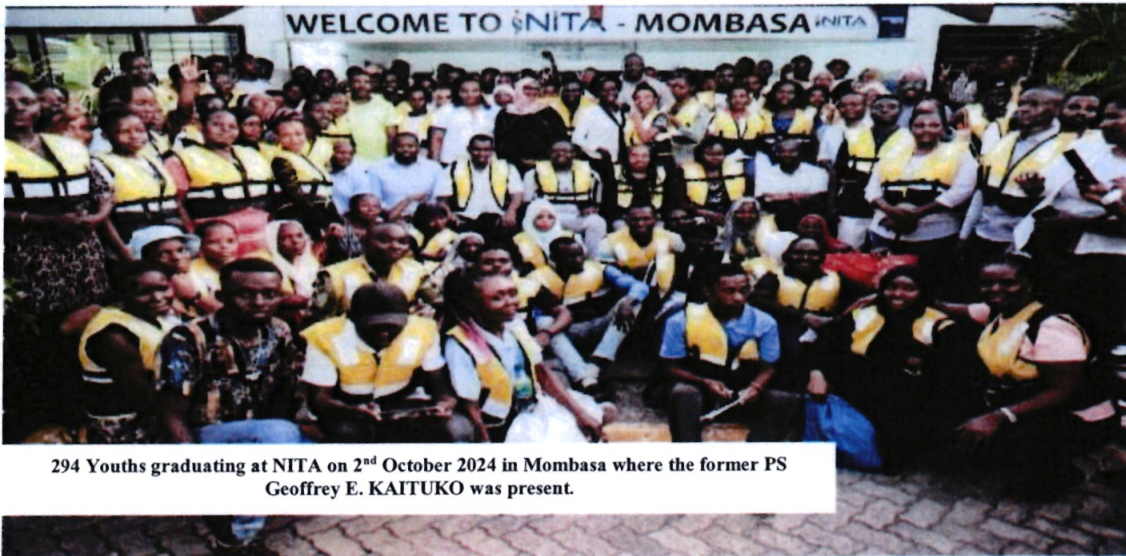 WELCOME TO NITA - MOMBASA NITA
294 Youths graduating at NITA on 2nd October 2024 in Mombasa where the former PS
Geoffrey E. KAITUKO was present.